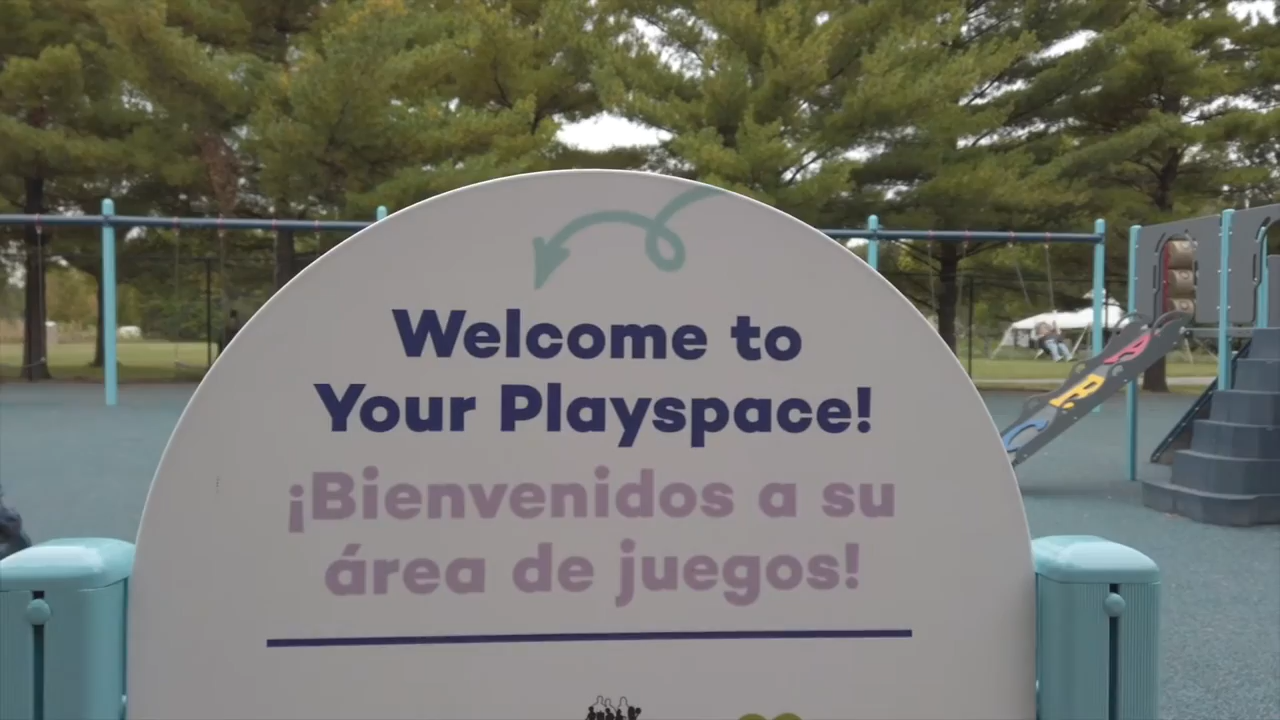 Welcome to
Your Playspace!
¡Bienvenidos a su
área de juegos!
A
R
C